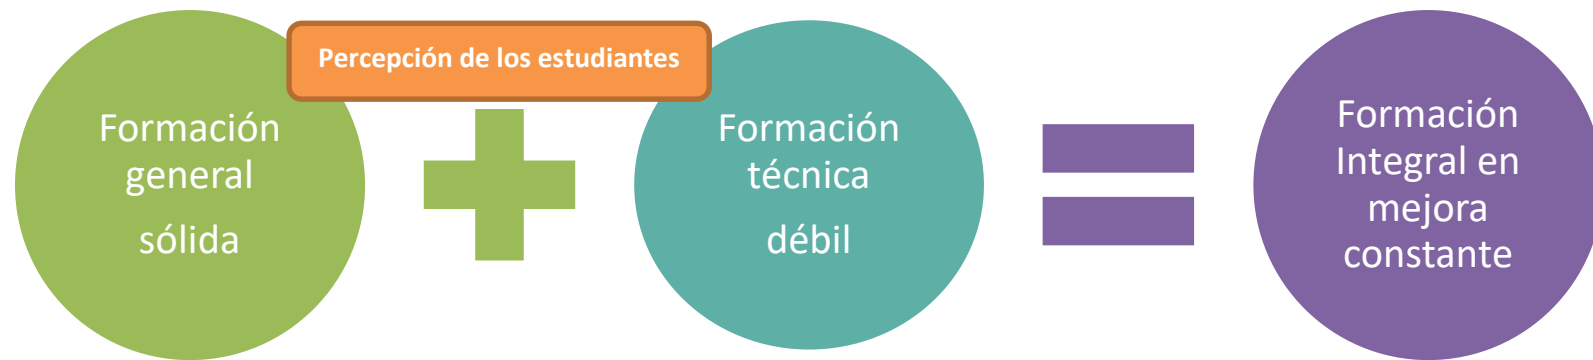 Percepción de los estudiantes
Formación
general
sólida
Formación
técnica
débil
Formación
Integral en
mejora
constante